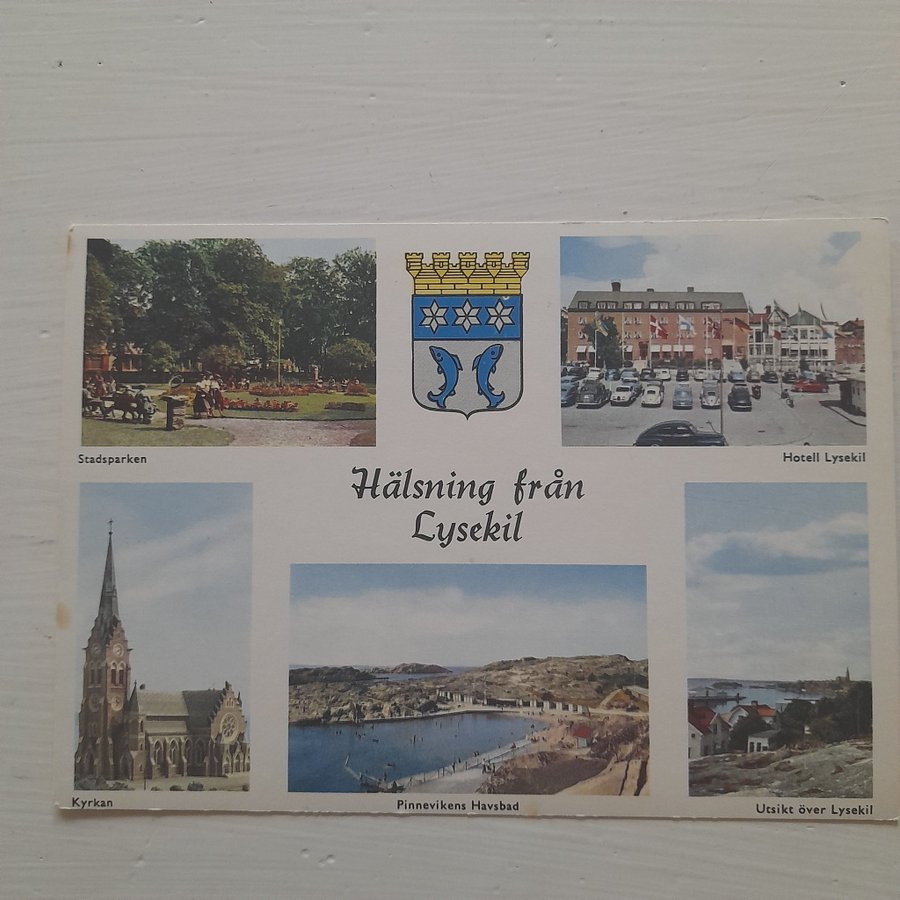 Stadsparken
Hotell Lysekil
Hälsning från
Lysekil
Kyrkan
Pinnevikens Havsbad
Utsikt över Lysekil